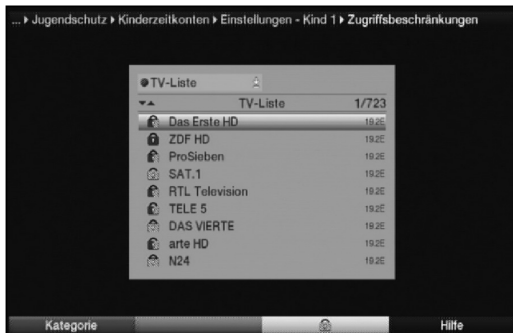 ... ▸ Jugendschutz ▸ Kinderzeitkonten ▸ Einstellungen - Kind 1 ▸ Zugriffsbeschränkungen
TV-Liste
TV-Liste 1/723
Das Erste HD 19.2E
ZDF HD 19.2E
ProSieben 19.2E
SAT.1 19.2E
RTL Television 19.2E
TELE 5 19.2E
DAS VIERTE 19.2E
arte HD 19.2E
N24 19.2E
Kategorie Hilfe